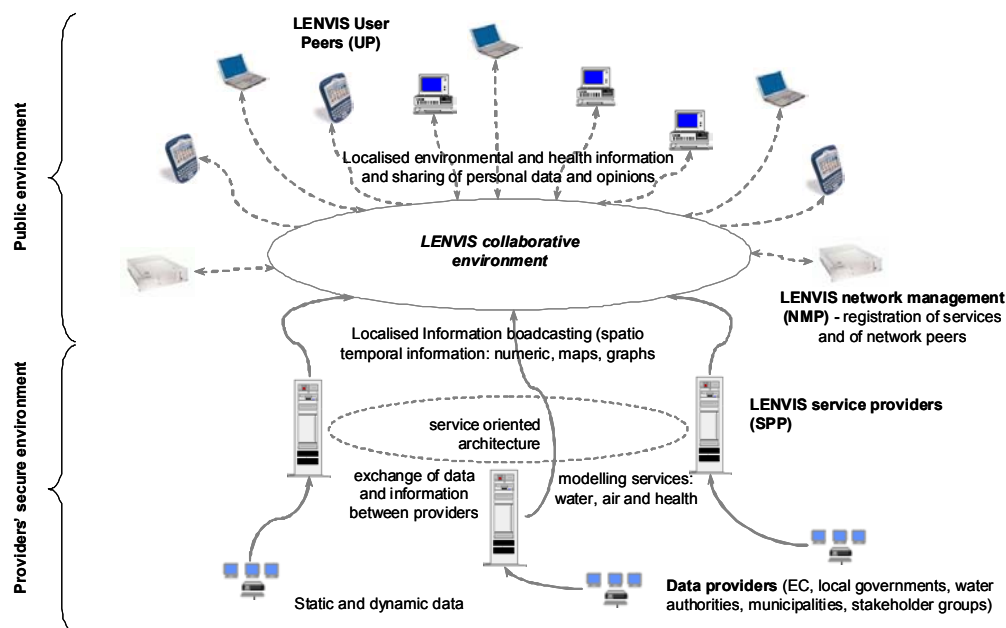 LENVIS User
Peers (UP)
Public environment
Localised environmental and health information
and sharing of personal data and opinions
LENVIS collaborative
environment
LENVIS network management
(NMP) - registration of services
and of network peers
Localised Information boadcasting (spatio
temporal information: numeric, maps, graphs
Providers' secure environment
LENVIS service providers
(SPP)
service oriented
architecture
exchange of data
and information
between providers
modelling services:
water, air and health
Static and dynamic data
Data providers (EC, local governments, water
authorities, municipalities, stakeholder groups)